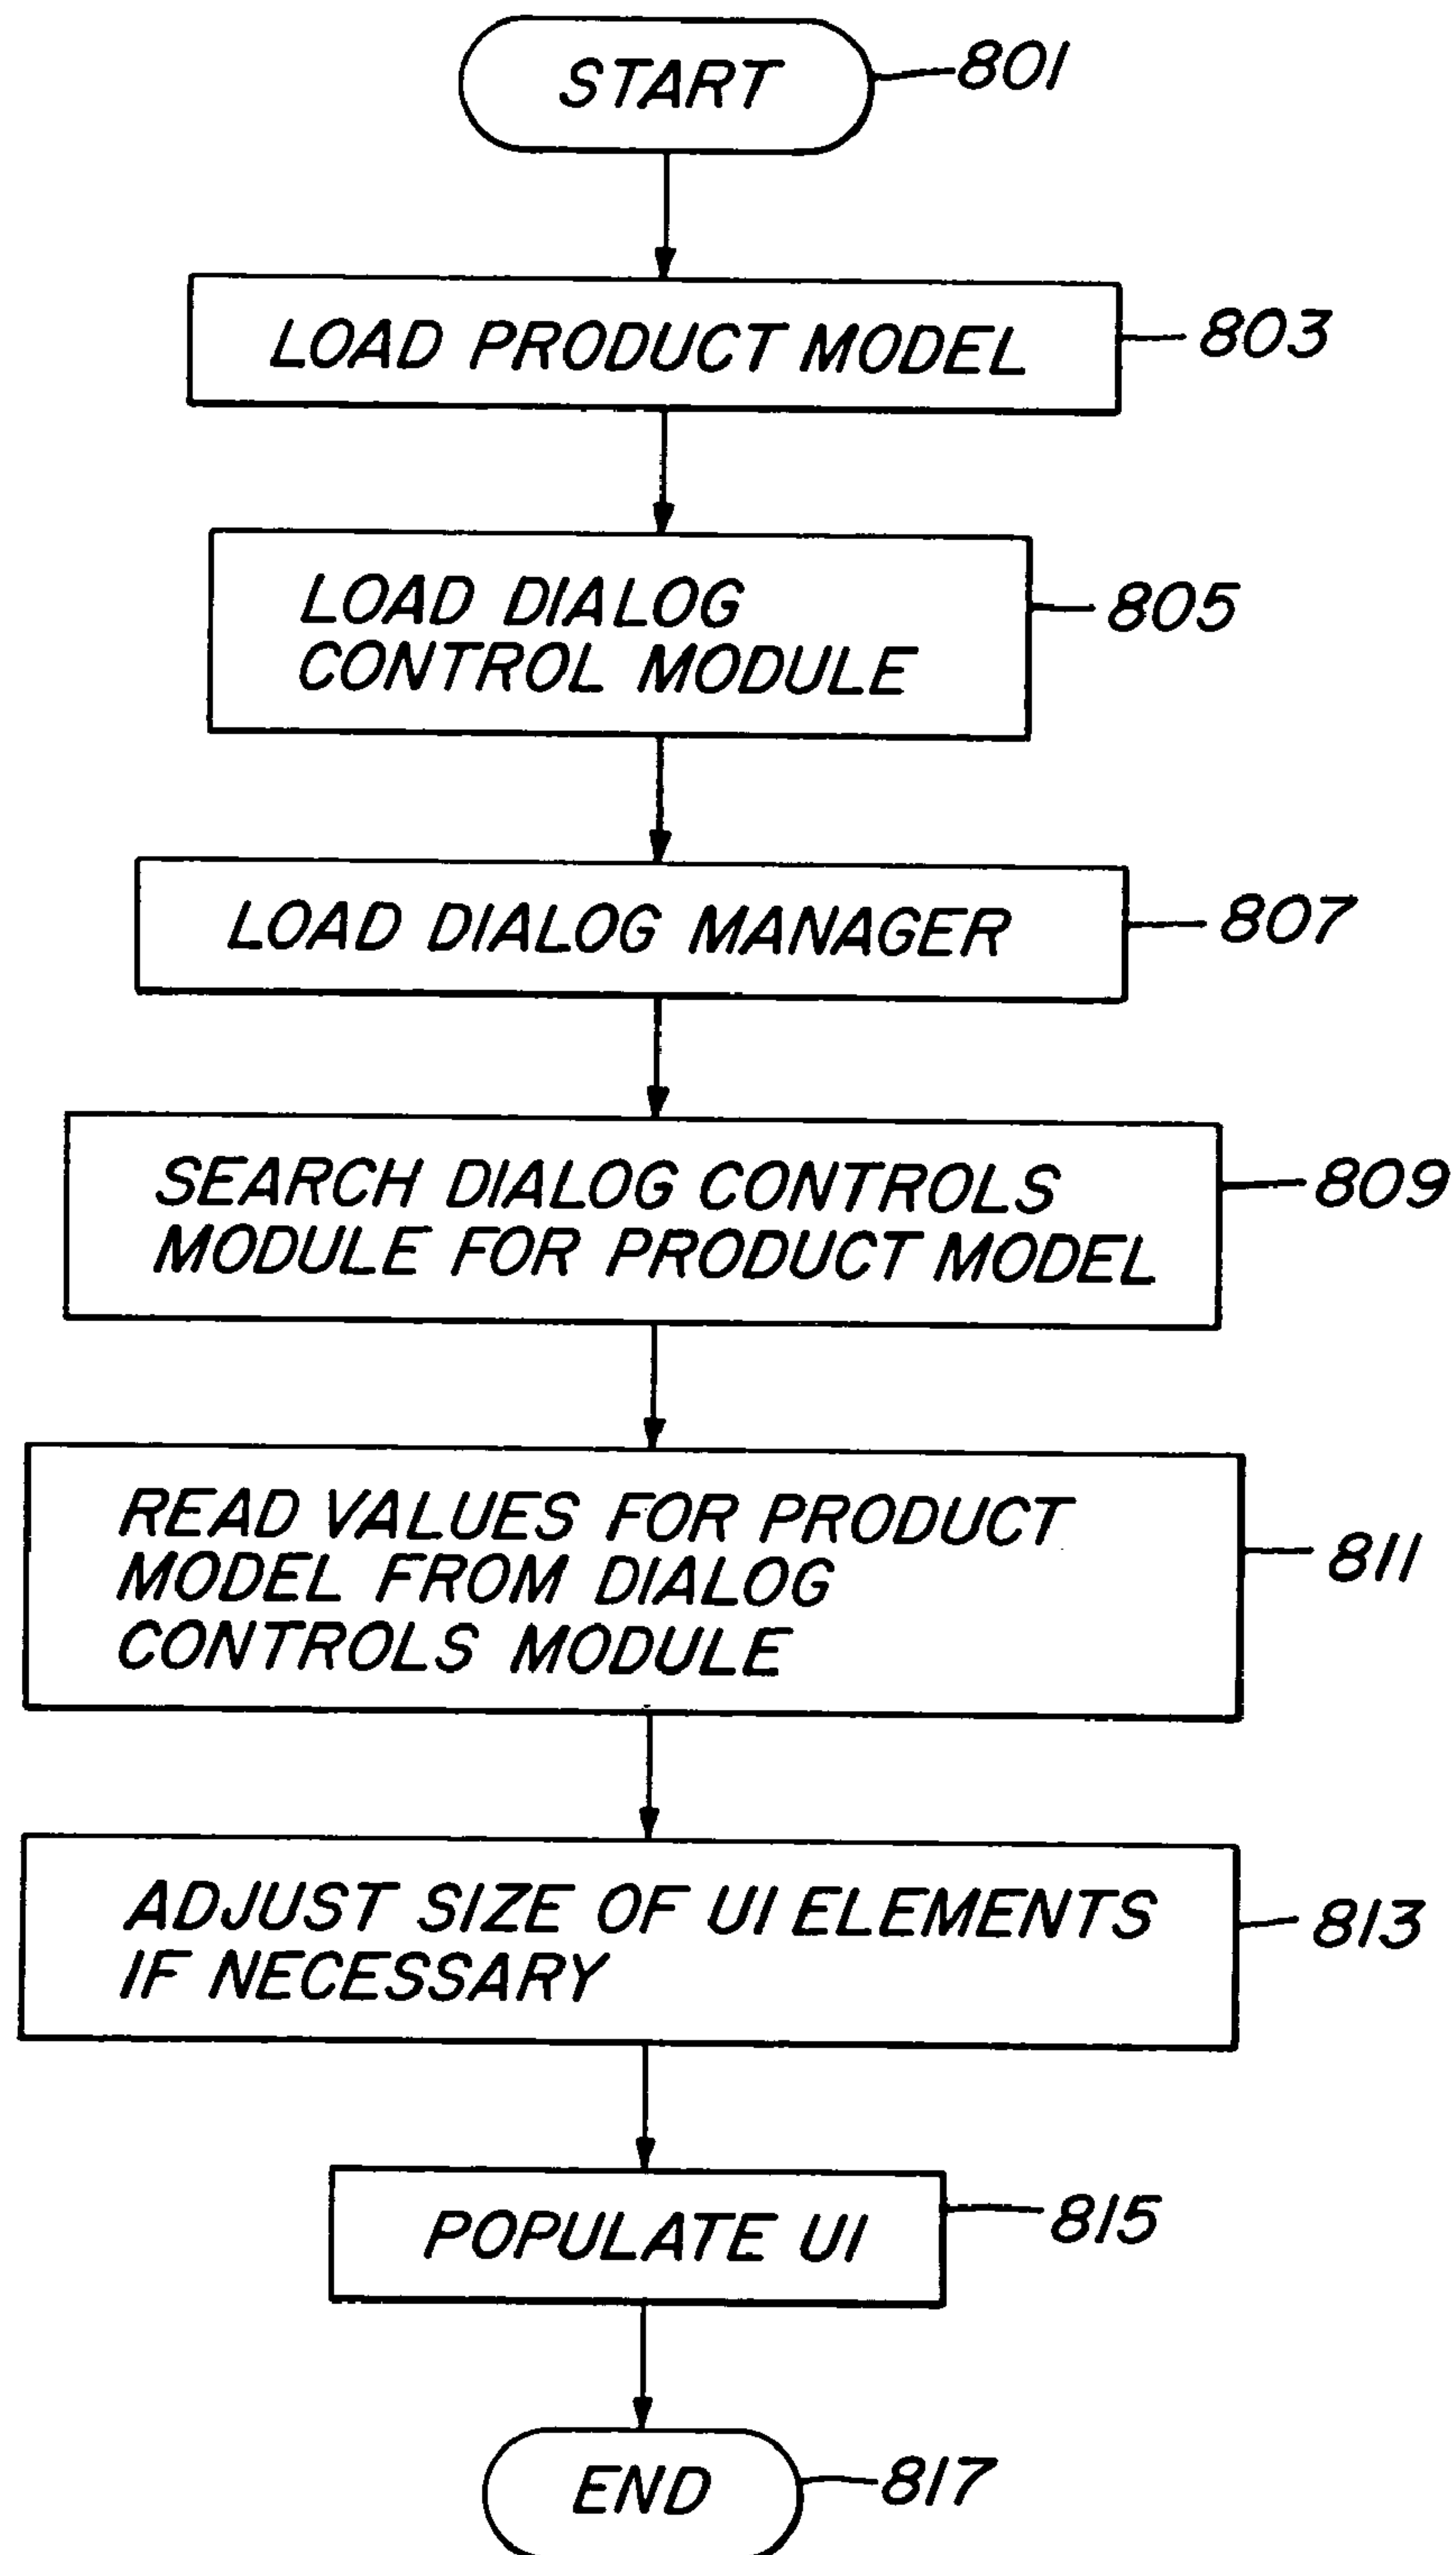 START
801
LOAD PRODUCT MODEL
803
LOAD DIALOG
CONTROL MODULE
805
LOAD DIALOG MANAGER
807
SEARCH DIALOG CONTROLS
MODULE FOR PRODUCT MODEL
809
READ VALUES FOR PRODUCT
MODEL FROM DIALOG
CONTROLS MODULE
811
ADJUST SIZE OF UI ELEMENTS
IF NECESSARY
813
POPULATE UI
815
END
817